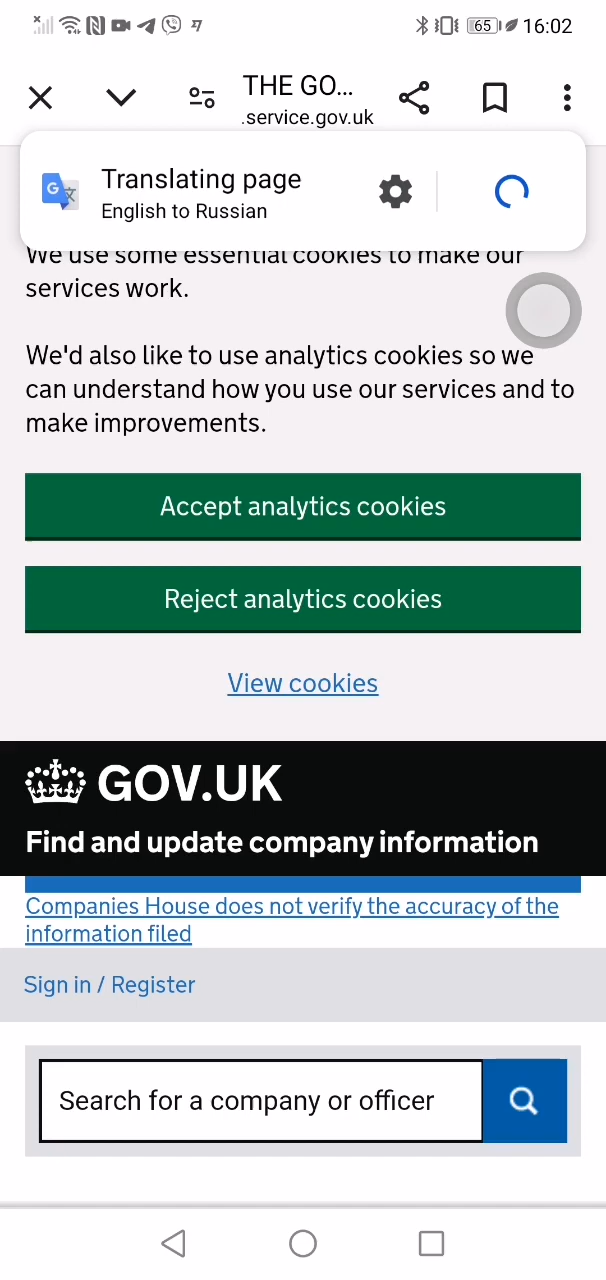 65 16:02
THE GO...
.service.gov.uk
Translating page
English to Russian
We use some essential cookies to make our
services work.
We'd also like to use analytics cookies so we
can understand how you use our services and to
make improvements.
Accept analytics cookies
Reject analytics cookies
View cookies
GOV.UK
Find and update company information
Companies House does not verify the accuracy of the
information filed
Sign in / Register
Search for a company or officer